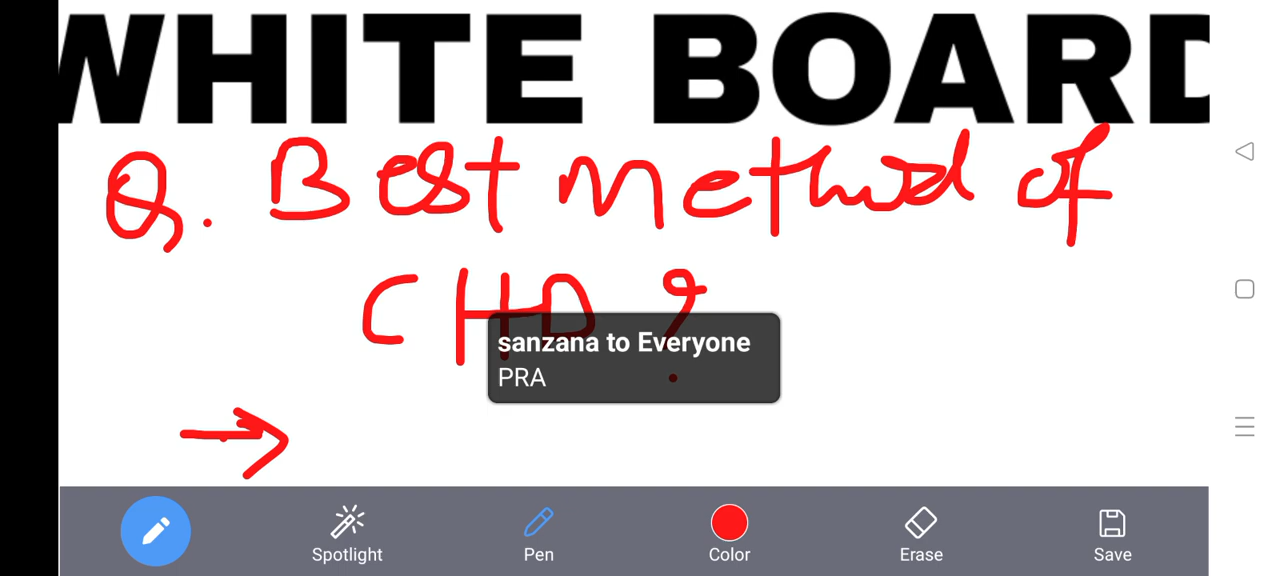 WHITE BOARD
Q. Best method of
CHD ?
sanzana to Everyone
PRA
→
Spotlight Pen Color Erase Save